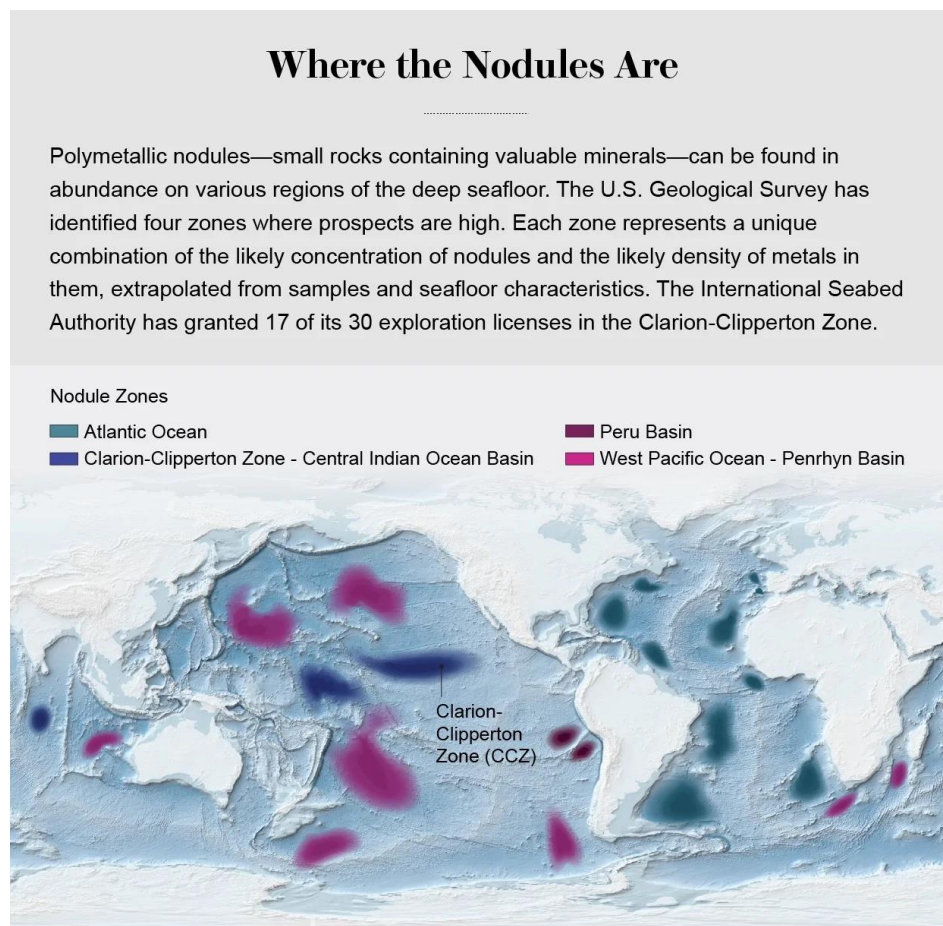 Where the Nodules Are
Polymetallic nodules—small rocks containing valuable minerals—can be found in
abundance on various regions of the deep seafloor. The U.S. Geological Survey has
identified four zones where prospects are high. Each zone represents a unique
combination of the likely concentration of nodules and the likely density of metals in
them, extrapolated from samples and seafloor characteristics. The International Seabed
Authority has granted 17 of its 30 exploration licenses in the Clarion-Clipperton Zone.
Nodule Zones
Atlantic Ocean
Clarion-Clipperton Zone - Central Indian Ocean Basin
Peru Basin
West Pacific Ocean - Penrhyn Basin
Clarion-
Clipperton
Zone (CCZ)